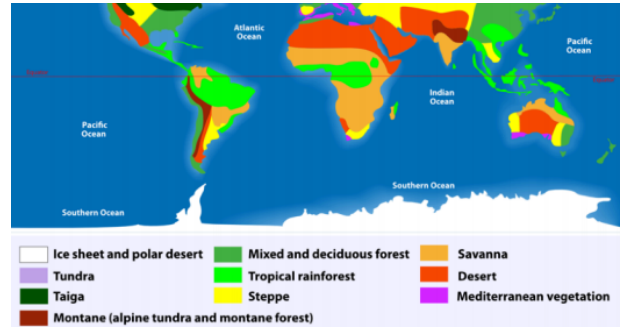 Atlantic
Ocean
Pacific
Ocean
Indian
Ocean
Pacific
Ocean
Southern Ocean
Southern Ocean
Ice sheet and polar desert
Mixed and deciduous forest
Savanna
Tundra
Tropical rainforest
Desert
Taiga
Steppe
Mediterranean vegetation
Montane (alpine tundra and montane forest)